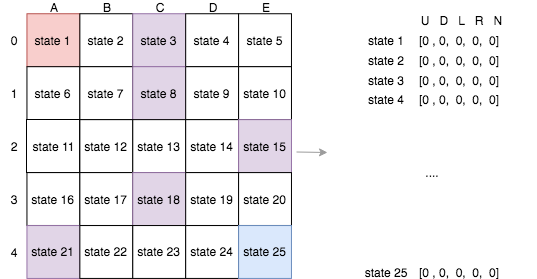 A B C D E
0 state 1 state 2 state 3 state 4 state 5
1 state 6 state 7 state 8 state 9 state 10
2 state 11 state 12 state 13 state 14 state 15
3 state 16 state 17 state 18 state 19 state 20
4 state 21 state 22 state 23 state 24 state 25
U D L R N
state 1 [0 , 0, 0, 0, 0]
state 2 [0 , 0, 0, 0, 0]
state 3 [0 , 0, 0, 0, 0]
state 4 [0 , 0, 0, 0, 0]
....
state 25 [0 , 0, 0, 0, 0]